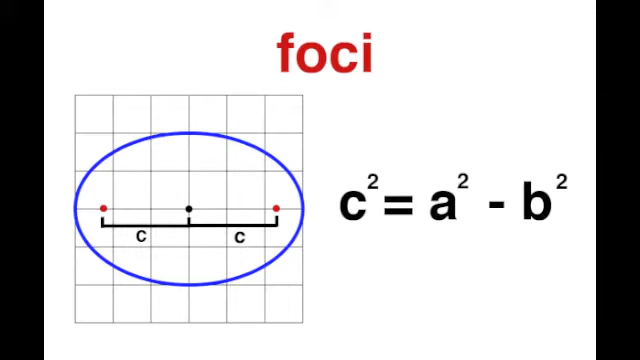 foci
c² = a² - b²
c c